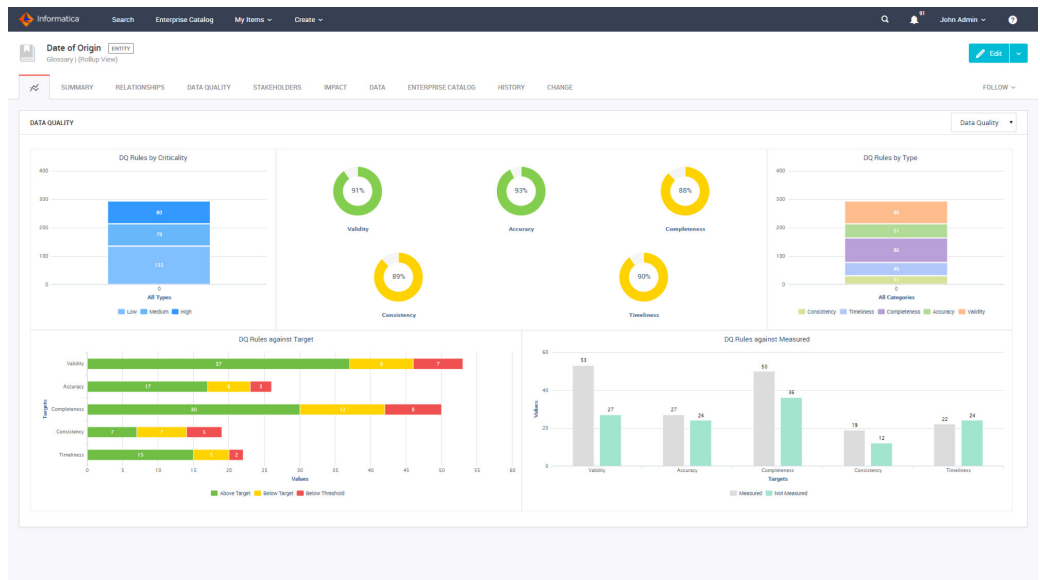 Informatica Search Enterprise Catalog My Items Create 91 John Admin ?
Date of Origin ENTITY
Glossary | (Rollup View)
Edit
SUMMARY RELATIONSHIPS DATA QUALITY STAKEHOLDERS IMPACT DATA ENTERPRISE CATALOG HISTORY CHANGE FOLLOW
DATA QUALITY
Data Quality
DQ Rules by Criticality
400
300
200
100
0
80
79
0
All Types
Low Medium High
91%
Validity
93%
Accuracy
88%
Completeness
89%
Consistency
90%
Timeliness
DQ Rules by Type
400
300
200
100
0
51
86
0
All Categories
Consistency Timeliness Completeness Accuracy Validity
DQ Rules against Target
Targets
Validity 37 9 7
Accuracy 17 6 3
Completeness 30 12 8
Consistency 7 7 5
Timeliness 15 5 2
0 5 10 15 20 25 30 35 40 45 50 55 60
Values
Above Target Below Target Below Threshold
DQ Rules against Measured
Values
60
40
20
0
53 27
27 24
50 36
19 12
22 24
Validity Accuracy Completeness Consistency Timeliness
Targets
Measured Not Measured